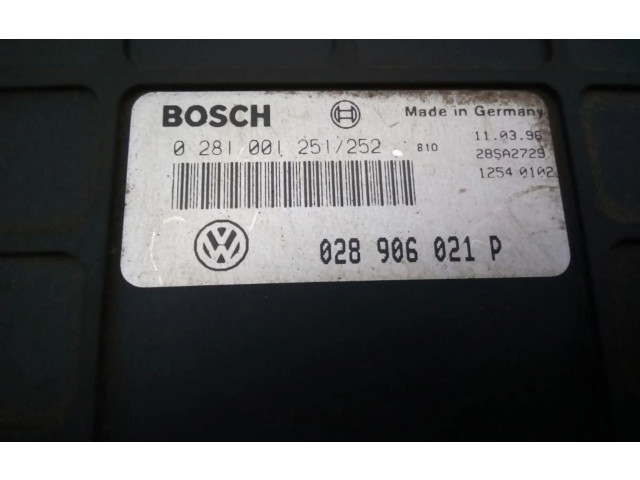 BOSCH Made in Germany
0 281 001 251/252 810 11.03.96
28SA2729
1254 0102
028 906 021 P